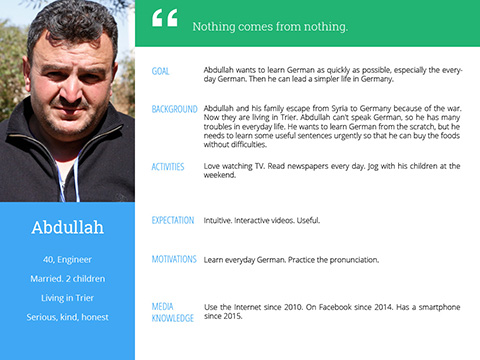 “ Nothing comes from nothing.
Abdullah
40, Engineer
Married. 2 children
Living in Trier
Serious, kind, honest
GOAL
Abdullah wants to learn German as quickly as possible, especially the every-
day German. Then he can lead a simpler life in Germany.
BACKGROUND
Abdullah and his family escape from Syria to Germany because of the war.
Now they are living in Trier. Abdullah can't speak German, so he has many
troubles in everyday life. He wants to learn German from the scratch, but he
needs to learn some useful sentences urgently so that he can buy the foods
without difficulties.
ACTIVITIES
Love watching TV. Read newspapers every day. Jog with his children at the
weekend.
EXPECTATION
Intuitive. Interactive videos. Useful.
MOTIVATIONS
Learn everyday German. Practice the pronunciation.
MEDIA
KNOWLEDGE
Use the Internet since 2010. On Facebook since 2014. Has a smartphone
since 2015.